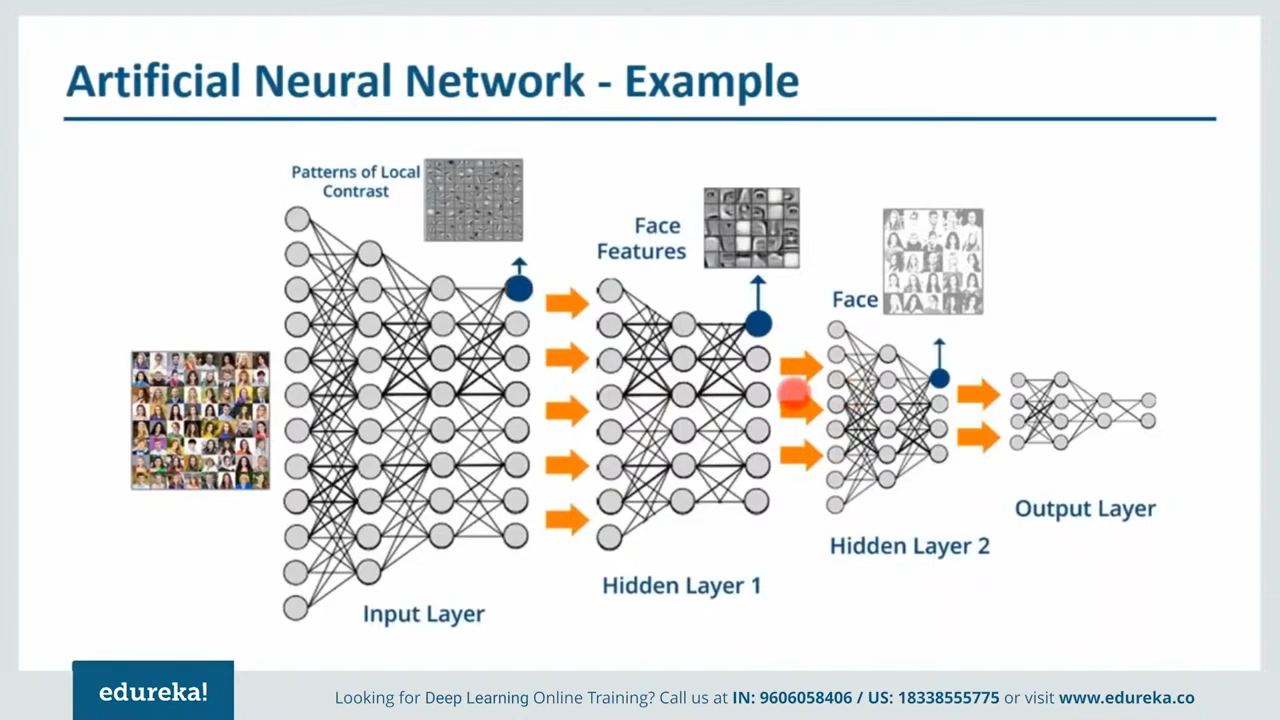 Artificial Neural Network - Example
Patterns of Local
Contrast
Face
Features
Face
Input Layer
Hidden Layer 1
Hidden Layer 2
Output Layer
edureka!
Looking for Deep Learning Online Training? Call us at IN: 9606058406 / US: 18338555775 or visit www.edureka.co